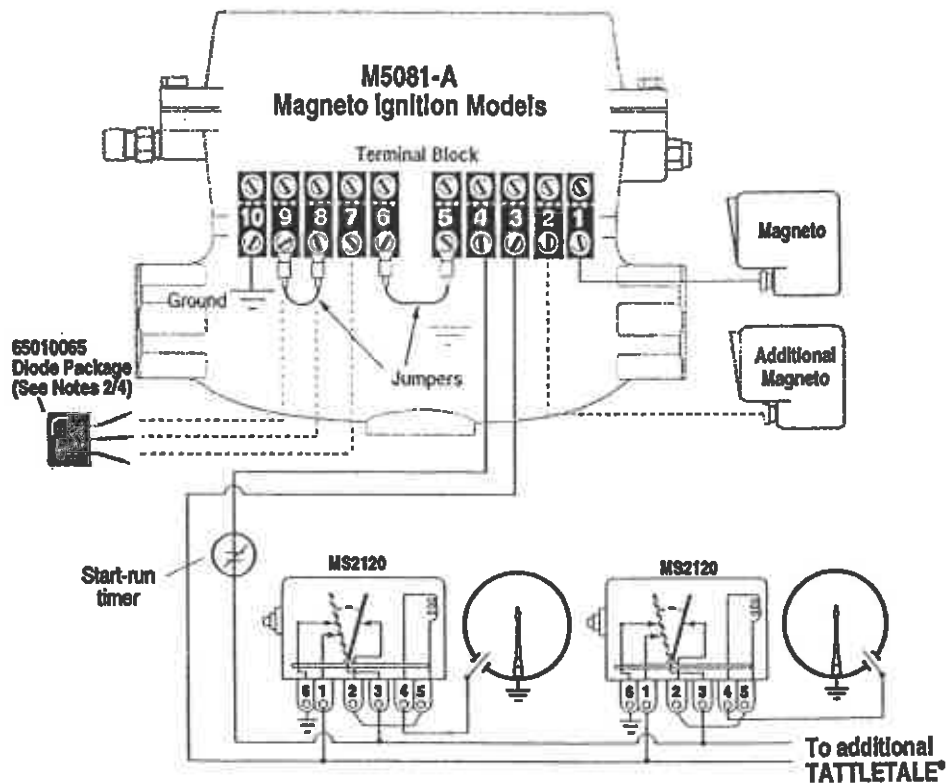 M5081-A
Magneto Ignition Models
Terminal Block
10 9 8 7 6 5 4 3 2 1
Magneto
Ground
65010065
Diode Package
(See Notes 2/4)
Jumpers
Additional
Magneto
Start-run
timer
MS2120
MS2120
6 1 2 3 4 5
6 1 2 3 4 5
To additional
TATTLETALE®